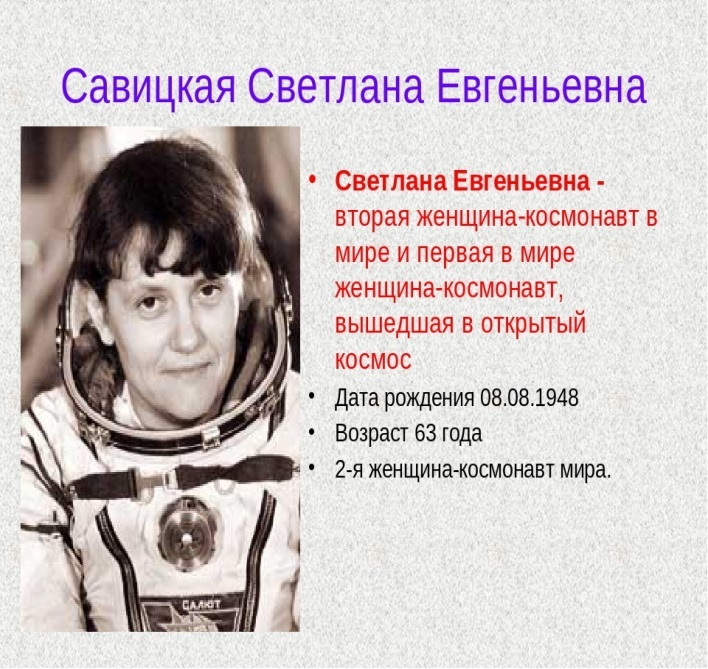 Савицкая Светлана Евгеньевна
• Светлана Евгеньевна -
вторая женщина-космонавт в
мире и первая в мире
женщина-космонавт,
вышедшая в открытый
космос
• Дата рождения 08.08.1948
• Возраст 63 года
• 2-я женщина-космонавт мира.
САЛЮТ